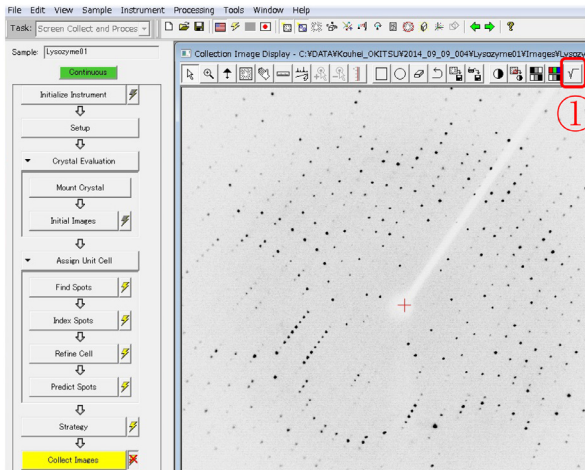 File Edit View Sample Instrument Processing Tools Window Help
Task: Screen Collect and Proces
Sample: Lysozyme01
Continuous
Initialize Instrument
Setup
Crystal Evaluation
Mount Crystal
Initial Images
Assign Unit Cell
Find Spots
Index Spots
Refine Cell
Predict Spots
Strategy
Collect Images
Collection Image Display - C:¥DATA¥Kouhei_OKITSU¥2014_09_09_004¥Lysozyme01¥Images¥Lysozy
√
①